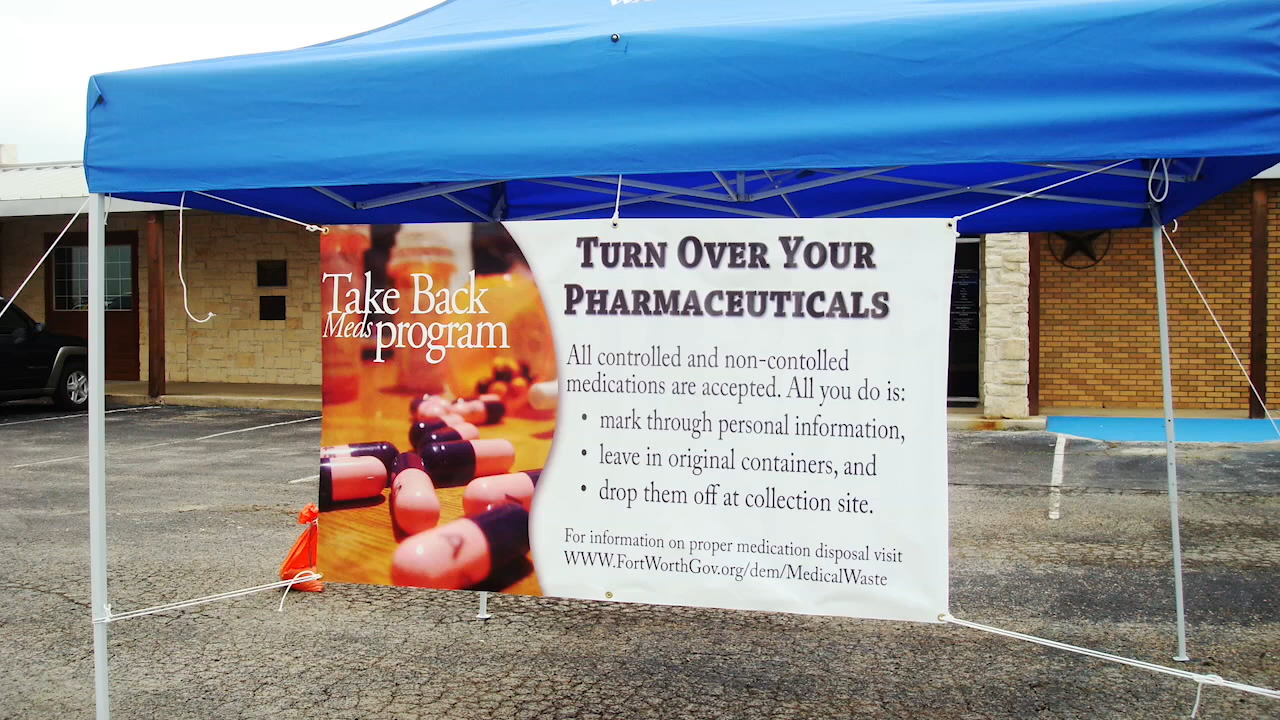 Take Back
Meds program
TURN OVER YOUR
PHARMACEUTICALS
All controlled and non-contolled
medications are accepted. All you do is:
• mark through personal information,
• leave in original containers, and
• drop them off at collection site.
For information on proper medication disposal visit
WWW.FortWorthGov.org/dem/MedicalWaste